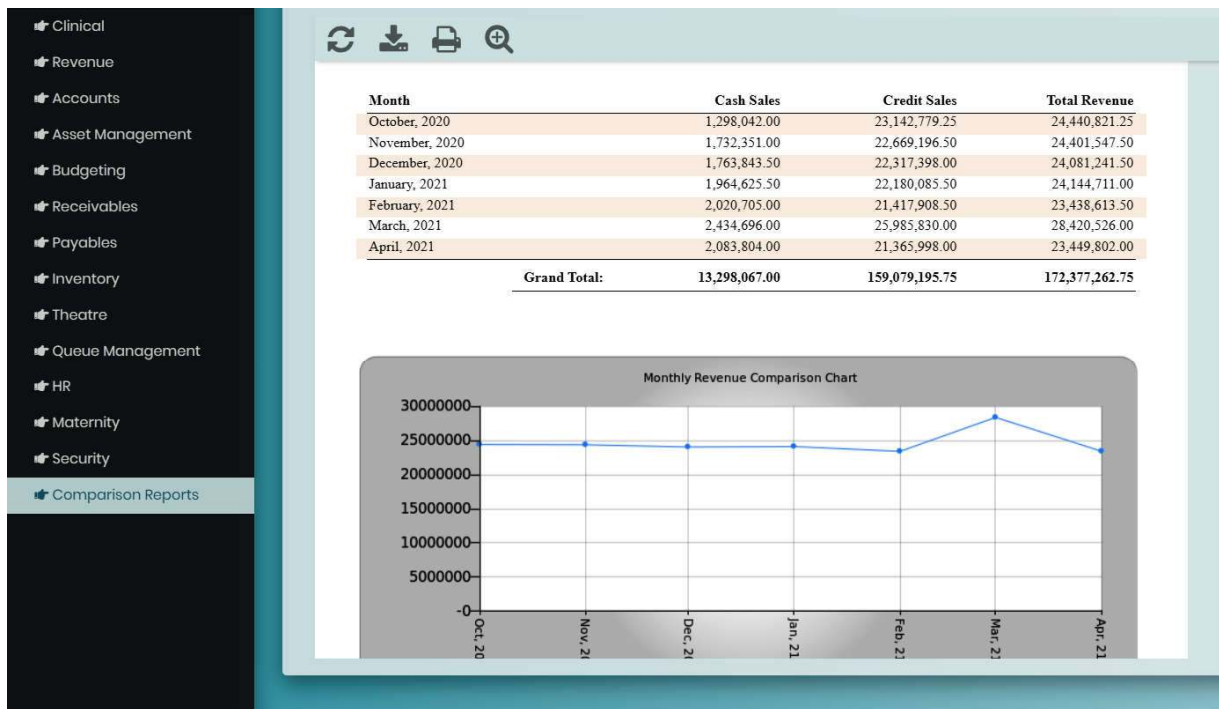 Clinical
Revenue
Accounts
Asset Management
Budgeting
Receivables
Payables
Inventory
Theatre
Queue Management
HR
Maternity
Security
Comparison Reports
Month Cash Sales Credit Sales Total Revenue
October, 2020 1,298,042.00 23,142,779.25 24,440,821.25
November, 2020 1,732,351.00 22,669,196.50 24,401,547.50
December, 2020 1,763,843.50 22,317,398.00 24,081,241.50
January, 2021 1,964,625.50 22,180,085.50 24,144,711.00
February, 2021 2,020,705.00 21,417,908.50 23,438,613.50
March, 2021 2,434,696.00 25,985,830.00 28,420,526.00
April, 2021 2,083,804.00 21,365,998.00 23,449,802.00
Grand Total: 13,298,067.00 159,079,195.75 172,377,262.75
Monthly Revenue Comparison Chart
30000000
25000000
20000000
15000000
10000000
5000000
-0
Oct, 20
Nov, 20
Dec, 20
Jan, 21
Feb, 21
Mar, 21
Apr, 21